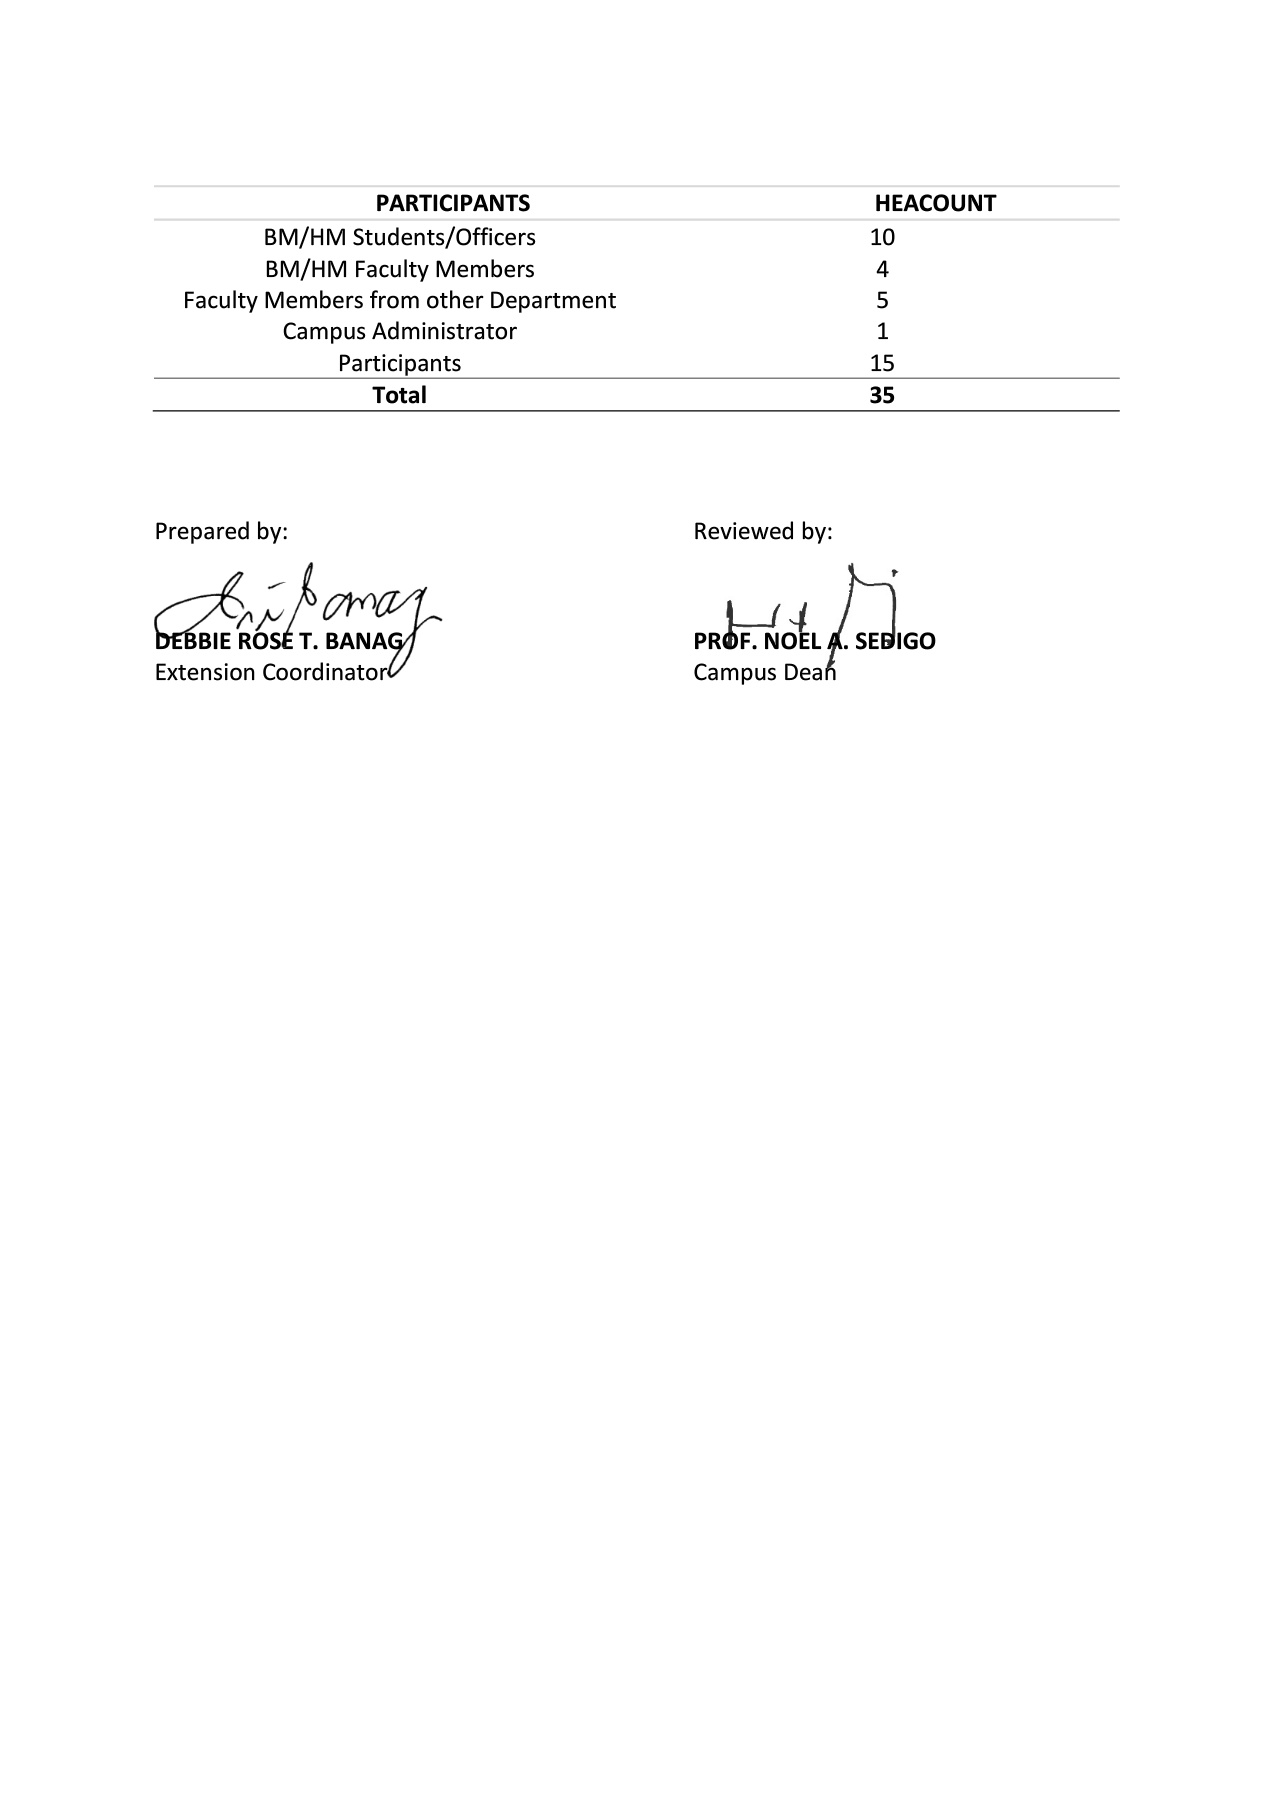 PARTICIPANTS HEACOUNT
BM/HM Students/Officers 10
BM/HM Faculty Members 4
Faculty Members from other Department 5
Campus Administrator 1
Participants 15
Total 35
Prepared by: Reviewed by:
DEBBIE ROSE T. BANAG PROF. NOEL A. SEDIGO
Extension Coordinator Campus Dean